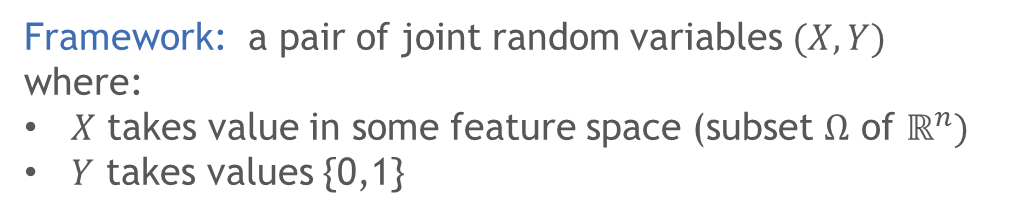 Framework: a pair of joint random variables (𝑋, 𝑌)
where:
• 𝑋 takes value in some feature space (subset Ω of ℝⁿ)
• 𝑌 takes values {0,1}